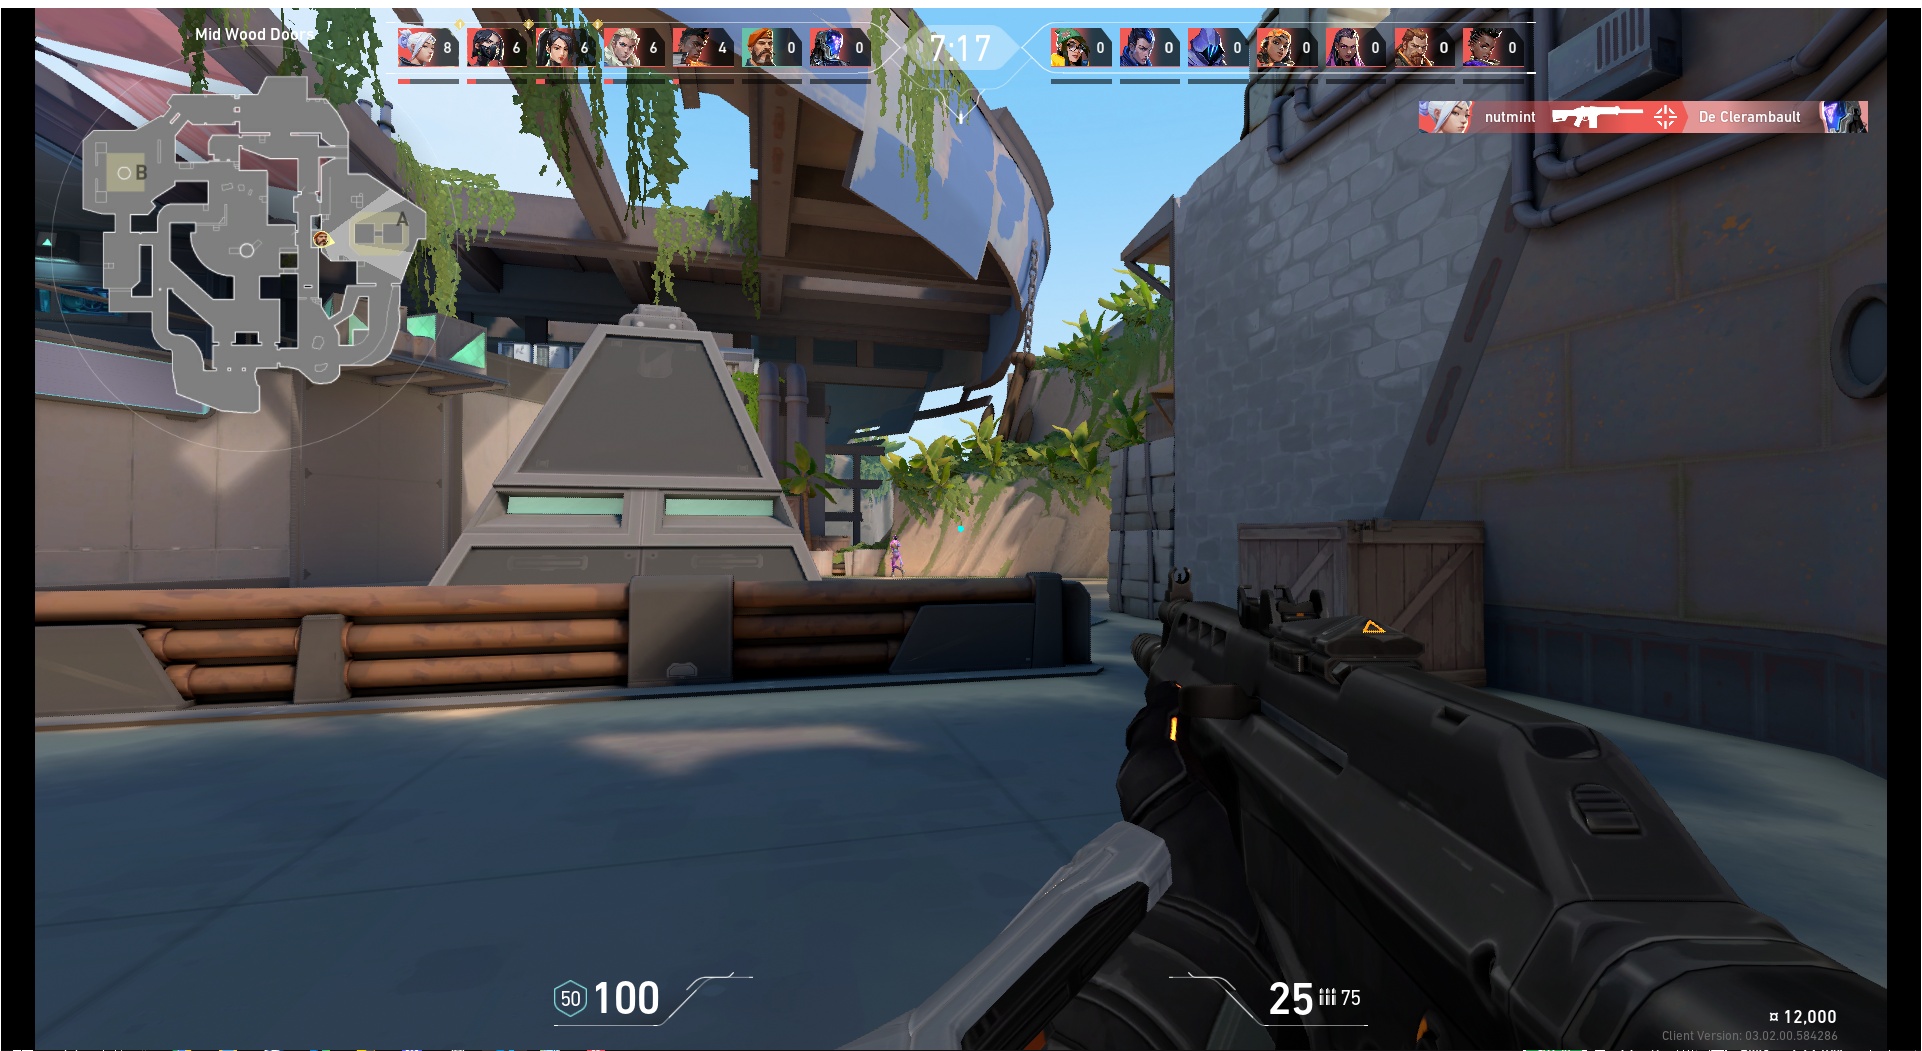 Mid Wood Doors
8 6 6 6 4 0 0 7:17 0 0 0 0 0 0 0
nutmint De Clerambault
B
A
50 100 25 75
¤ 12,000
Client Version: 03.02.00.584286